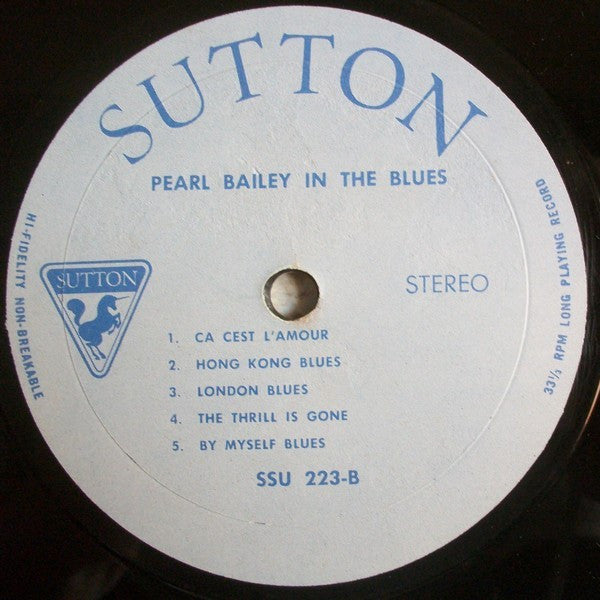 SUTTON
PEARL BAILEY IN THE BLUES
HI-FIDELITY NON-BREAKABLE
SUTTON
STEREO
33⅓ RPM LONG PLAYING RECORD
1. CA CEST L'AMOUR
2. HONG KONG BLUES
3. LONDON BLUES
4. THE THRILL IS GONE
5. BY MYSELF BLUES
SSU 223-B